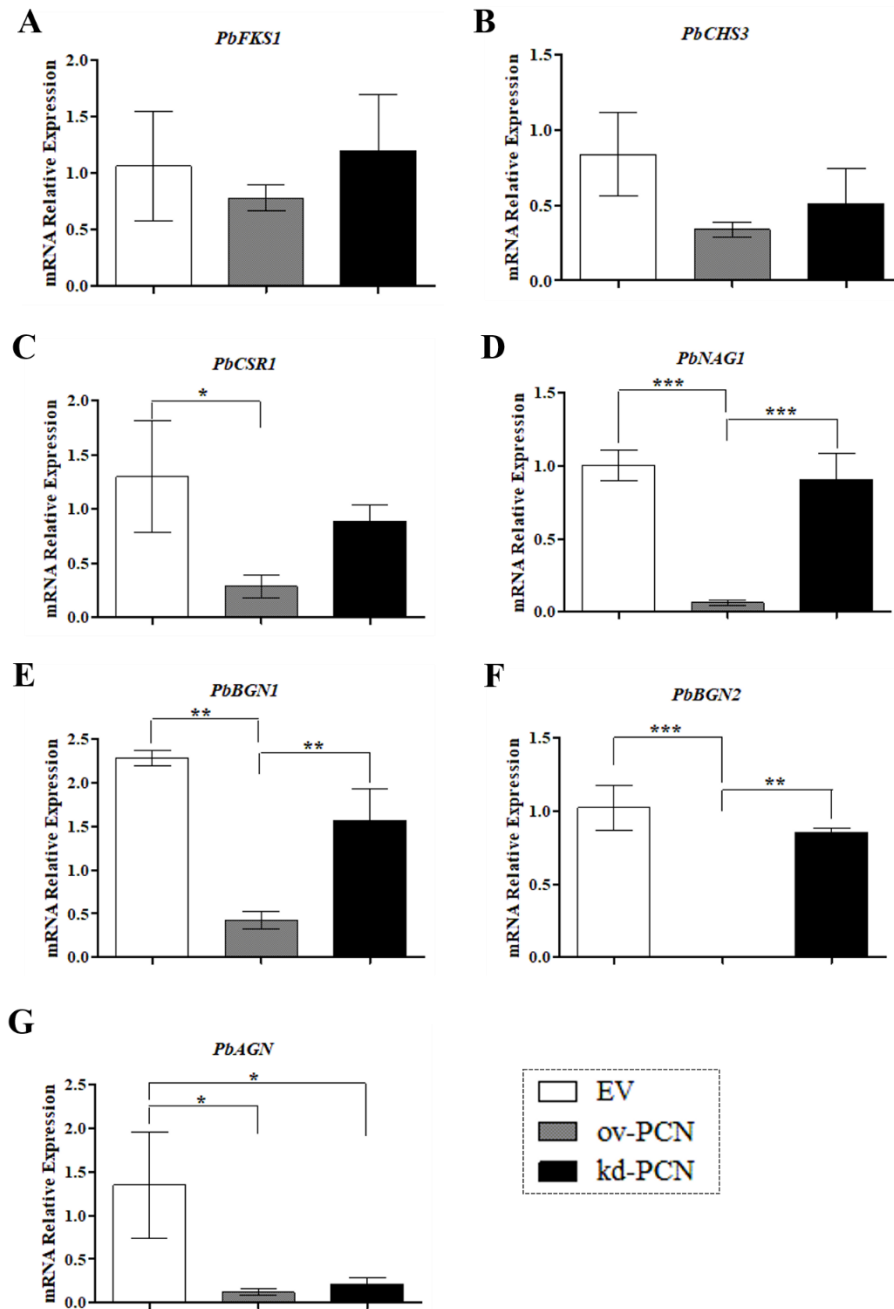 A
PbFKS1
mRNA Relative Expression
1.5
1.0
0.5
0.0
2.0
B
PbCHS3
mRNA Relative Expression
1.5
1.0
0.5
0.0
C
PbCSR1
mRNA Relative Expression
2.0
1.5
1.0
0.5
0.0
*
D
PbNAG1
mRNA Relative Expression
1.5
1.0
0.5
0.0
***
***
E
PbBGN1
mRNA Relative Expression
2.5
2.0
1.5
1.0
0.5
0.0
**
**
F
PbBGN2
mRNA Relative Expression
1.5
1.0
0.5
0.0
***
**
G
PbAGN
mRNA Relative Expression
2.5
2.0
1.5
1.0
0.5
0.0
*
*
EV
ov-PCN
kd-PCN